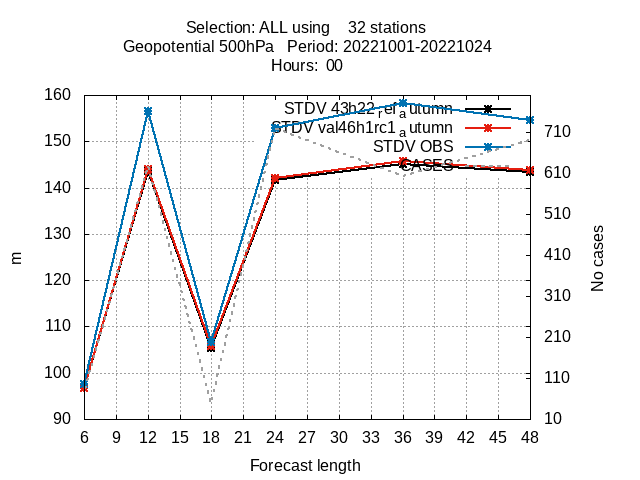 Selection: ALL using 32 stations
Geopotential 500hPa Period: 20221001-20221024
Hours: 00
160
150
140
130
120
110
100
90
m
STDV 43h22ref_autumn
STDV val46h1rc1_autumn
STDV OBS
CASES
710
610
510
410
310
210
110
10
No cases
6 9 12 15 18 21 24 27 30 33 36 39 42 45 48
Forecast length